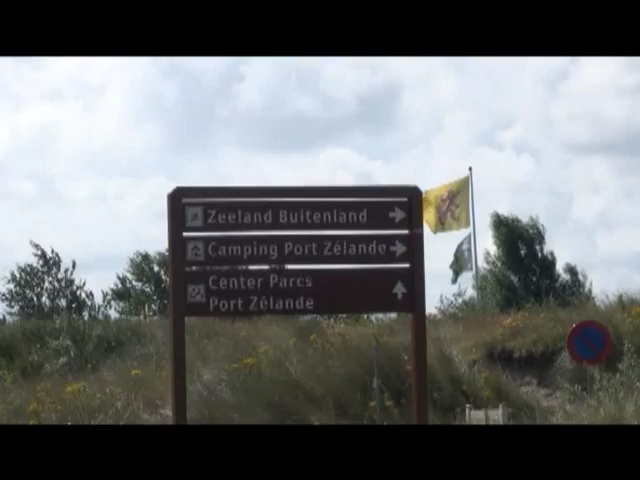 Zeeland Buitenland
Camping Port Zélande
Center Parcs
Port Zélande